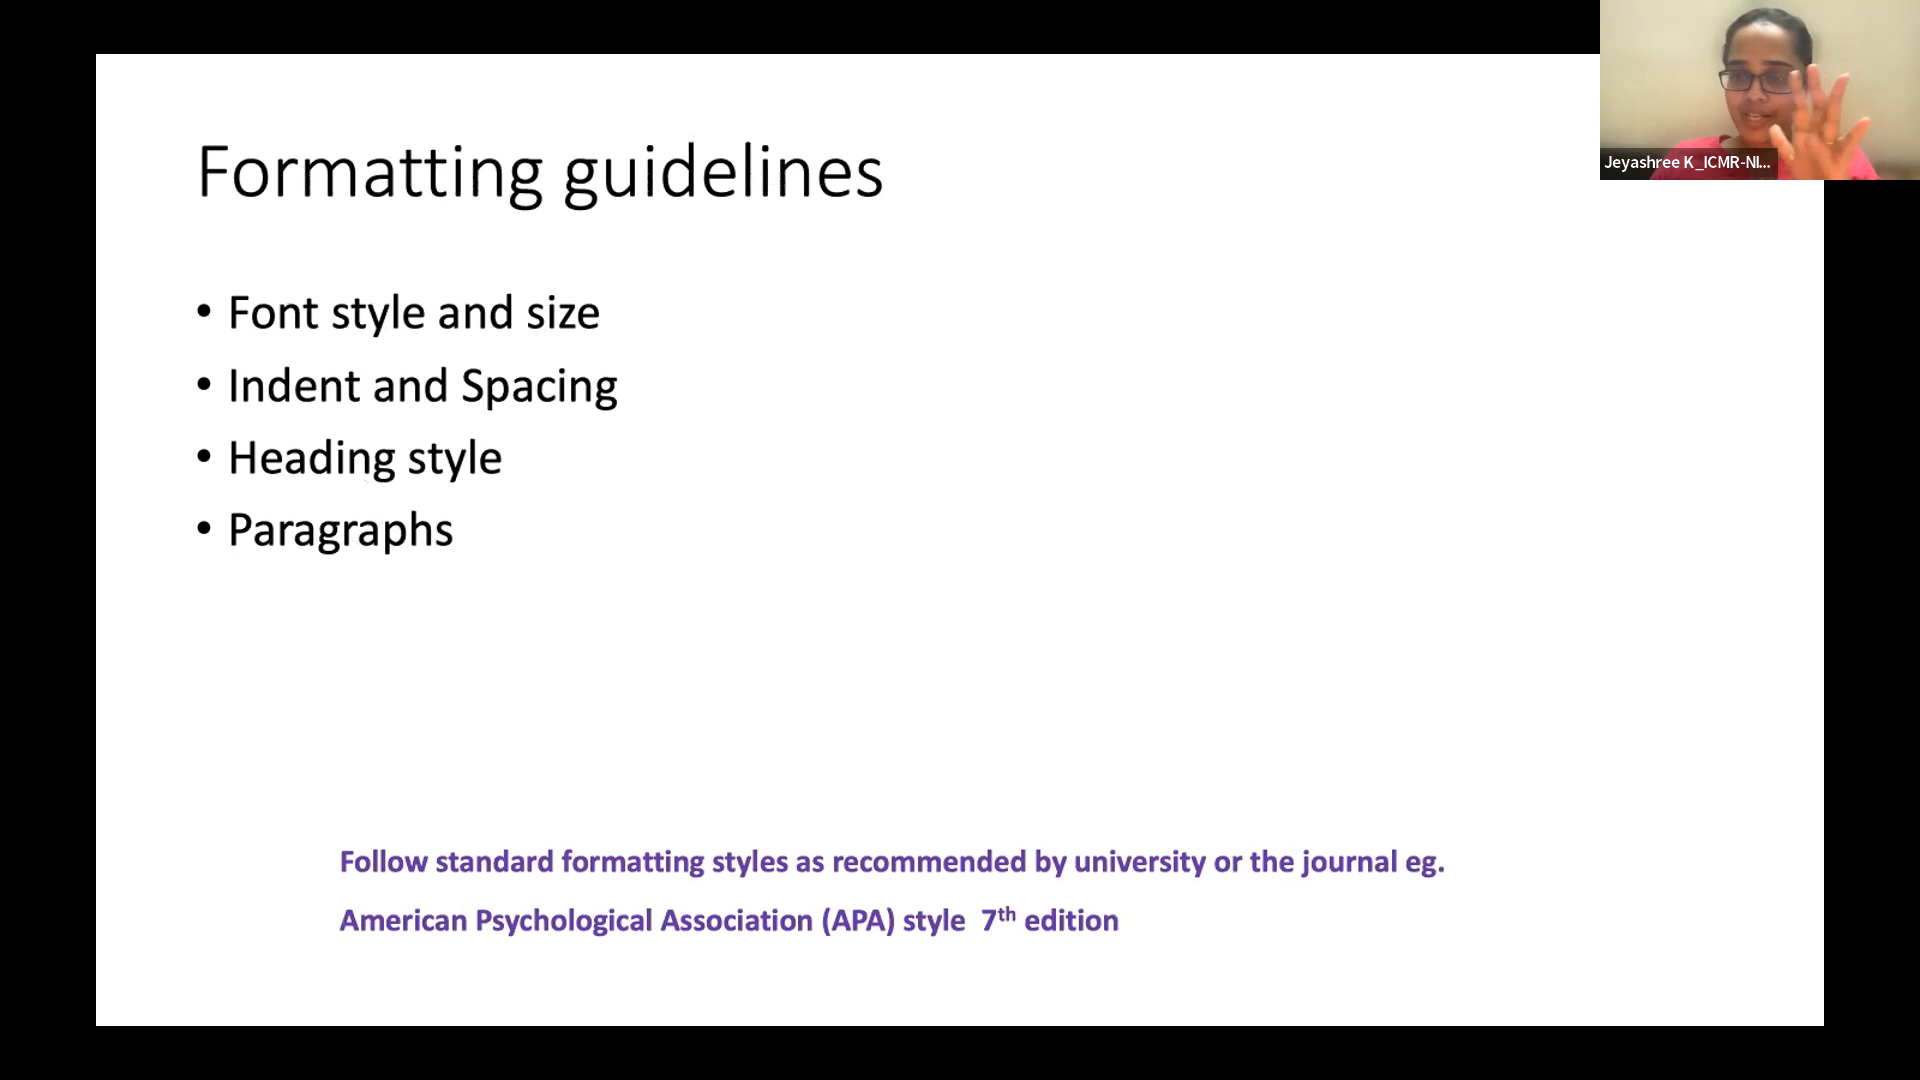 Formatting guidelines
• Font style and size
• Indent and Spacing
• Heading style
• Paragraphs
Follow standard formatting styles as recommended by university or the journal eg.
American Psychological Association (APA) style 7th edition
Jeyashree K_ICMR-NI...